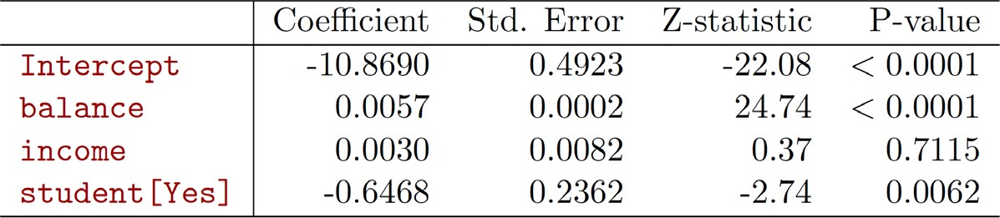 Coefficient Std. Error Z-statistic P-value
Intercept -10.8690 0.4923 -22.08 < 0.0001
balance 0.0057 0.0002 24.74 < 0.0001
income 0.0030 0.0082 0.37 0.7115
student[Yes] -0.6468 0.2362 -2.74 0.0062